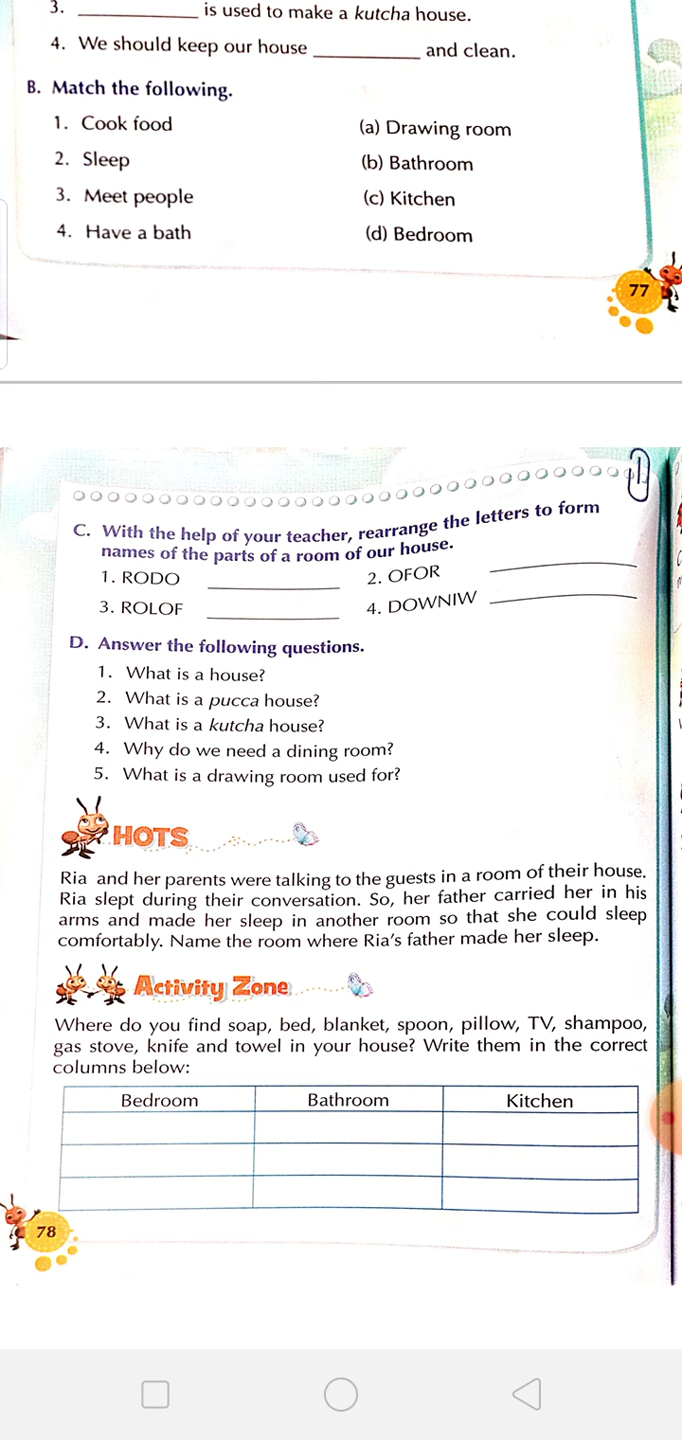 3. ____________ is used to make a kutcha house.
4. We should keep our house ___________ and clean.
B. Match the following.
1. Cook food (a) Drawing room
2. Sleep (b) Bathroom
3. Meet people (c) Kitchen
4. Have a bath (d) Bedroom
77
C. With the help of your teacher, rearrange the letters to form
names of the parts of a room of our house.
1. RODO ______________ 2. OFOR ______________
3. ROLOF ______________ 4. DOWNIW ______________
D. Answer the following questions.
1. What is a house?
2. What is a pucca house?
3. What is a kutcha house?
4. Why do we need a dining room?
5. What is a drawing room used for?
HOTS
Ria and her parents were talking to the guests in a room of their house.
Ria slept during their conversation. So, her father carried her in his
arms and made her sleep in another room so that she could sleep
comfortably. Name the room where Ria's father made her sleep.
Activity Zone
Where do you find soap, bed, blanket, spoon, pillow, TV, shampoo,
gas stove, knife and towel in your house? Write them in the correct
columns below:
Bedroom Bathroom Kitchen
78